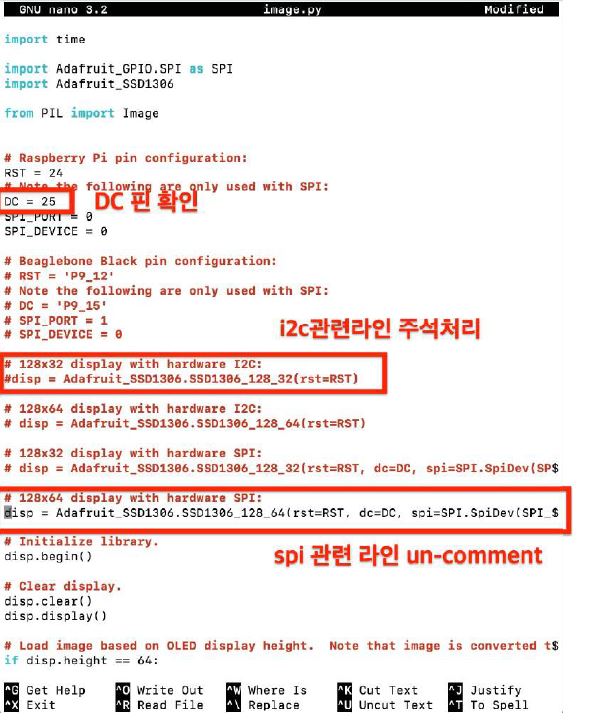 GNU nano 3.2 image.py Modified
import time
import Adafruit_GPIO.SPI as SPI
import Adafruit_SSD1306
from PIL import Image
# Raspberry Pi pin configuration:
RST = 24
# Note the following are only used with SPI:
DC = 25
DC 핀 확인
SPI_PORT = 0
SPI_DEVICE = 0
# Beaglebone Black pin configuration:
# RST = 'P9_12'
# Note the following are only used with SPI:
# DC = 'P9_15'
# SPI_PORT = 1
# SPI_DEVICE = 0
i2c관련라인 주석처리
# 128x32 display with hardware I2C:
#disp = Adafruit_SSD1306.SSD1306_128_32(rst=RST)
# 128x64 display with hardware I2C:
# disp = Adafruit_SSD1306.SSD1306_128_64(rst=RST)
# 128x32 display with hardware SPI:
# disp = Adafruit_SSD1306.SSD1306_128_32(rst=RST, dc=DC, spi=SPI.SpiDev(SP$
# 128x64 display with hardware SPI:
disp = Adafruit_SSD1306.SSD1306_128_64(rst=RST, dc=DC, spi=SPI.SpiDev(SPI_$
# Initialize library.
disp.begin()
spi 관련 라인 un-comment
# Clear display.
disp.clear()
disp.display()
# Load image based on OLED display height.  Note that image is converted t$
if disp.height == 64:
^G Get Help ^O Write Out ^W Where Is ^K Cut Text ^J Justify
^X Exit ^R Read File ^\ Replace ^U Uncut Text ^T To Spell